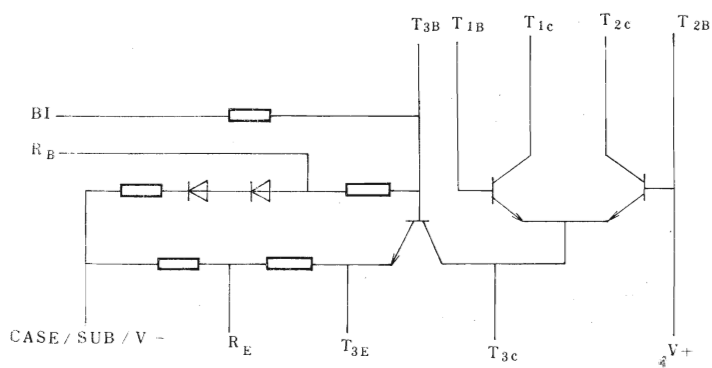 T3B T1B T1c T2c T2B
BI
RB
CASE/SUB/V-
RE
T3E
T3c
V+